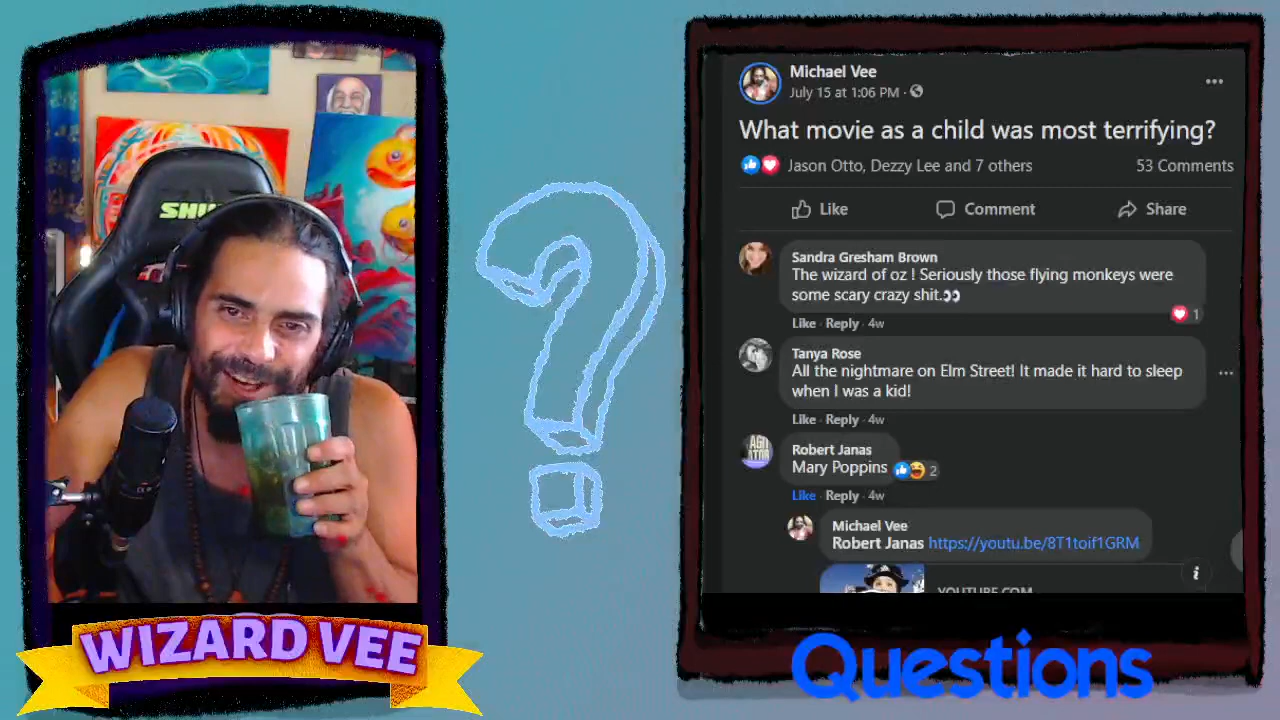 SHU
WIZARD VEE
?
Michael Vee
July 15 at 1:06 PM ·
What movie as a child was most terrifying?
Jason Otto, Dezzy Lee and 7 others 53 Comments
Like Comment Share
Sandra Gresham Brown
The wizard of oz ! Seriously those flying monkeys were
some scary crazy shit.👀
1
Like · Reply · 4w
Tanya Rose
All the nightmare on Elm Street! It made it hard to sleep
when I was a kid!
Like · Reply · 4w
AGIT
ATOR
Robert Janas
Mary Poppins
2
Like · Reply · 4w
Michael Vee
Robert Janas https://youtu.be/8T1toif1GRM
YOUTUBE.COM
i
Questions